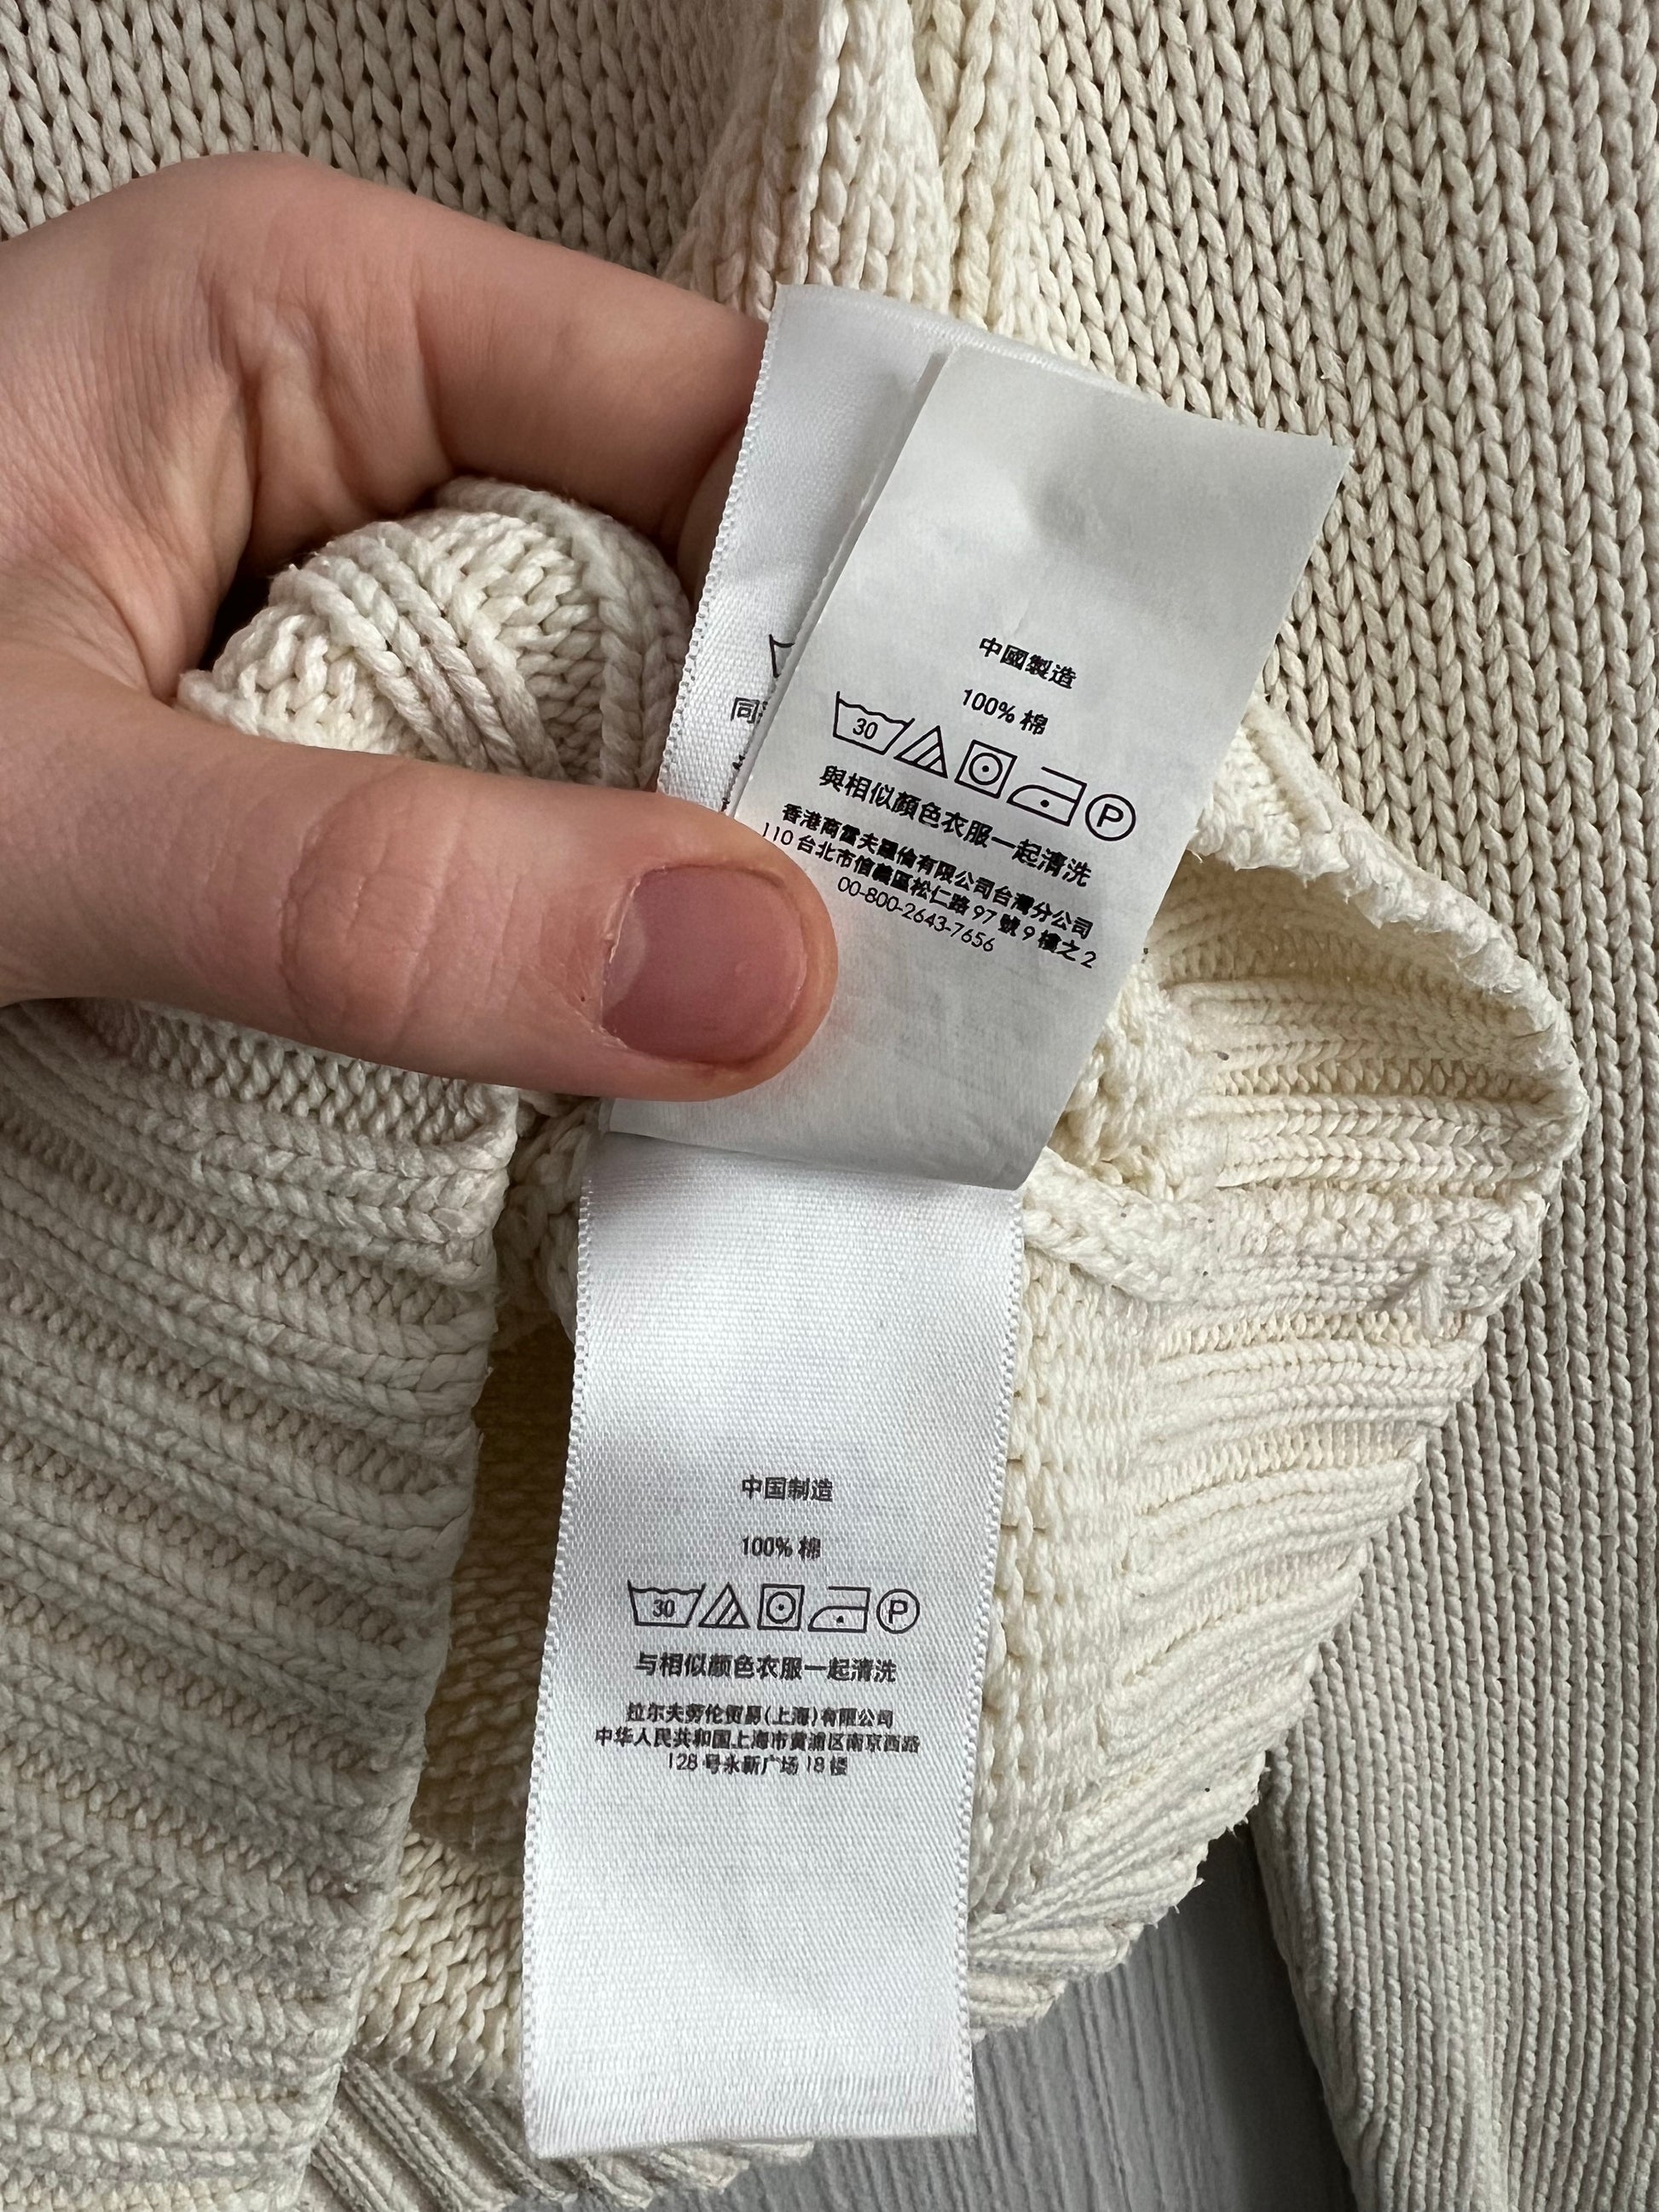 同
中國製造
100% 棉
30
P
與相似顏色衣服一起清洗
香港商雷夫羅倫有限公司台灣分公司
110 台北市信義區松仁路 97 號 9 樓之 2
00-800-2643-7656
中国制造
100% 棉
30
P
与相似颜色衣服一起清洗
拉尔夫劳伦贸易(上海)有限公司
中华人民共和国上海市黄浦区南京西路
128 号永新广场 18 楼